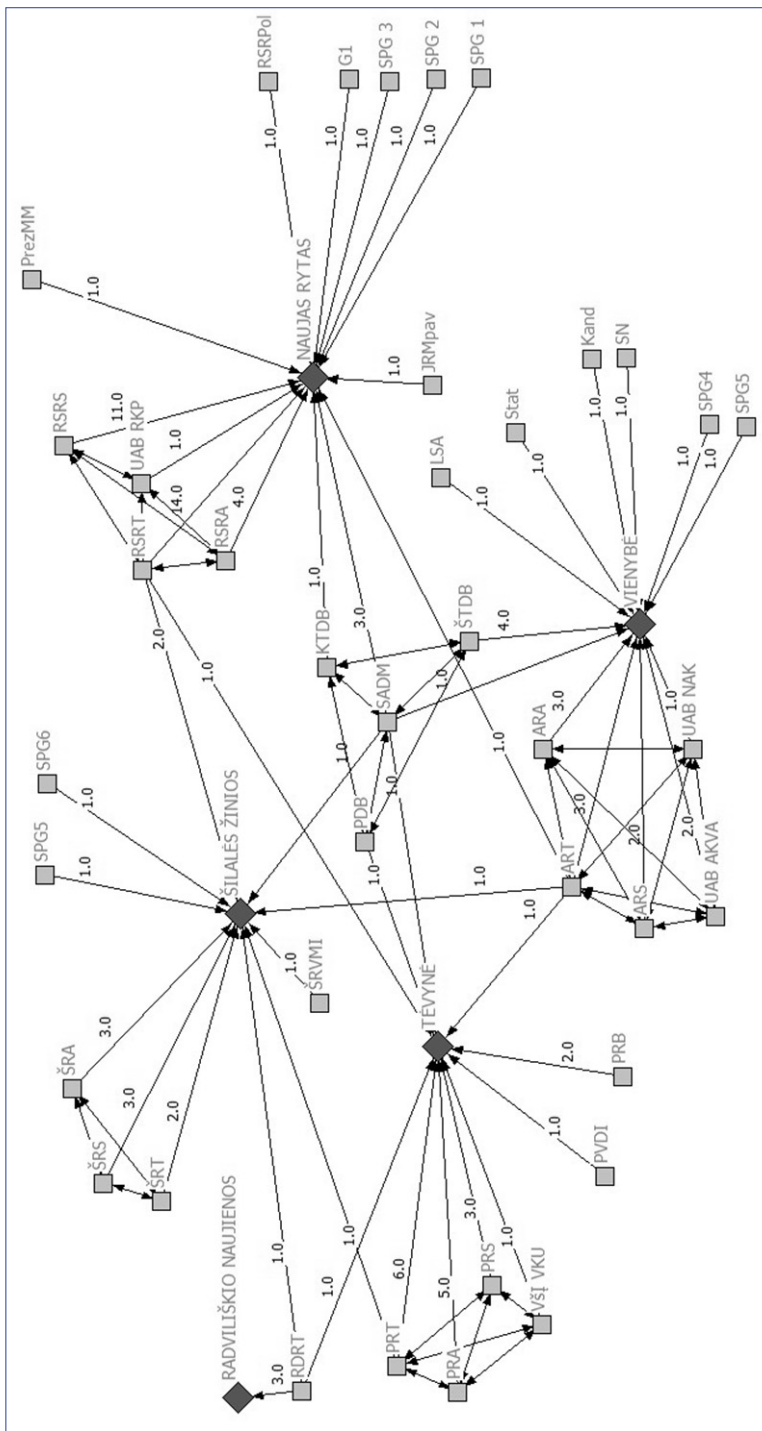 RSRPol
G1
SPG 3
SPG 2
SPG 1
1.0
1.0
1.0
1.0
1.0
PrezMM
1.0
NAUJAS RYTAS
JRMpav
1.0
RSRS
11.0
UAB RKP
1.0
RSRT
14.0
RSRA
4.0
2.0
1.0
Kand
SN
1.0
1.0
Stat
1.0
LSA
1.0
SPG4
SPG5
1.0
1.0
VIENYBĖ
KTDB
1.0
3.0
ŠTDB
4.0
SADM
1.0
1.0
1.0
PDB
1.0
1.0
ARA
3.0
UAB NAK
1.0
3.0
2.0
2.0
ART
ARS
UAB AKVA
1.0
1.0
SPG6
1.0
SPG5
1.0
ŠILALĖS ŽINIOS
ŠRVMI
1.0
ŠRA
3.0
ŠRS
3.0
ŠRT
2.0
TĖVYNĖ
PRB
2.0
PVDI
1.0
RADVILIŠKIO NAUJIENOS
RDRT
3.0
1.0
1.0
1.0
PRT
6.0
PRA
5.0
PRS
3.0
VšĮ VKU
1.0